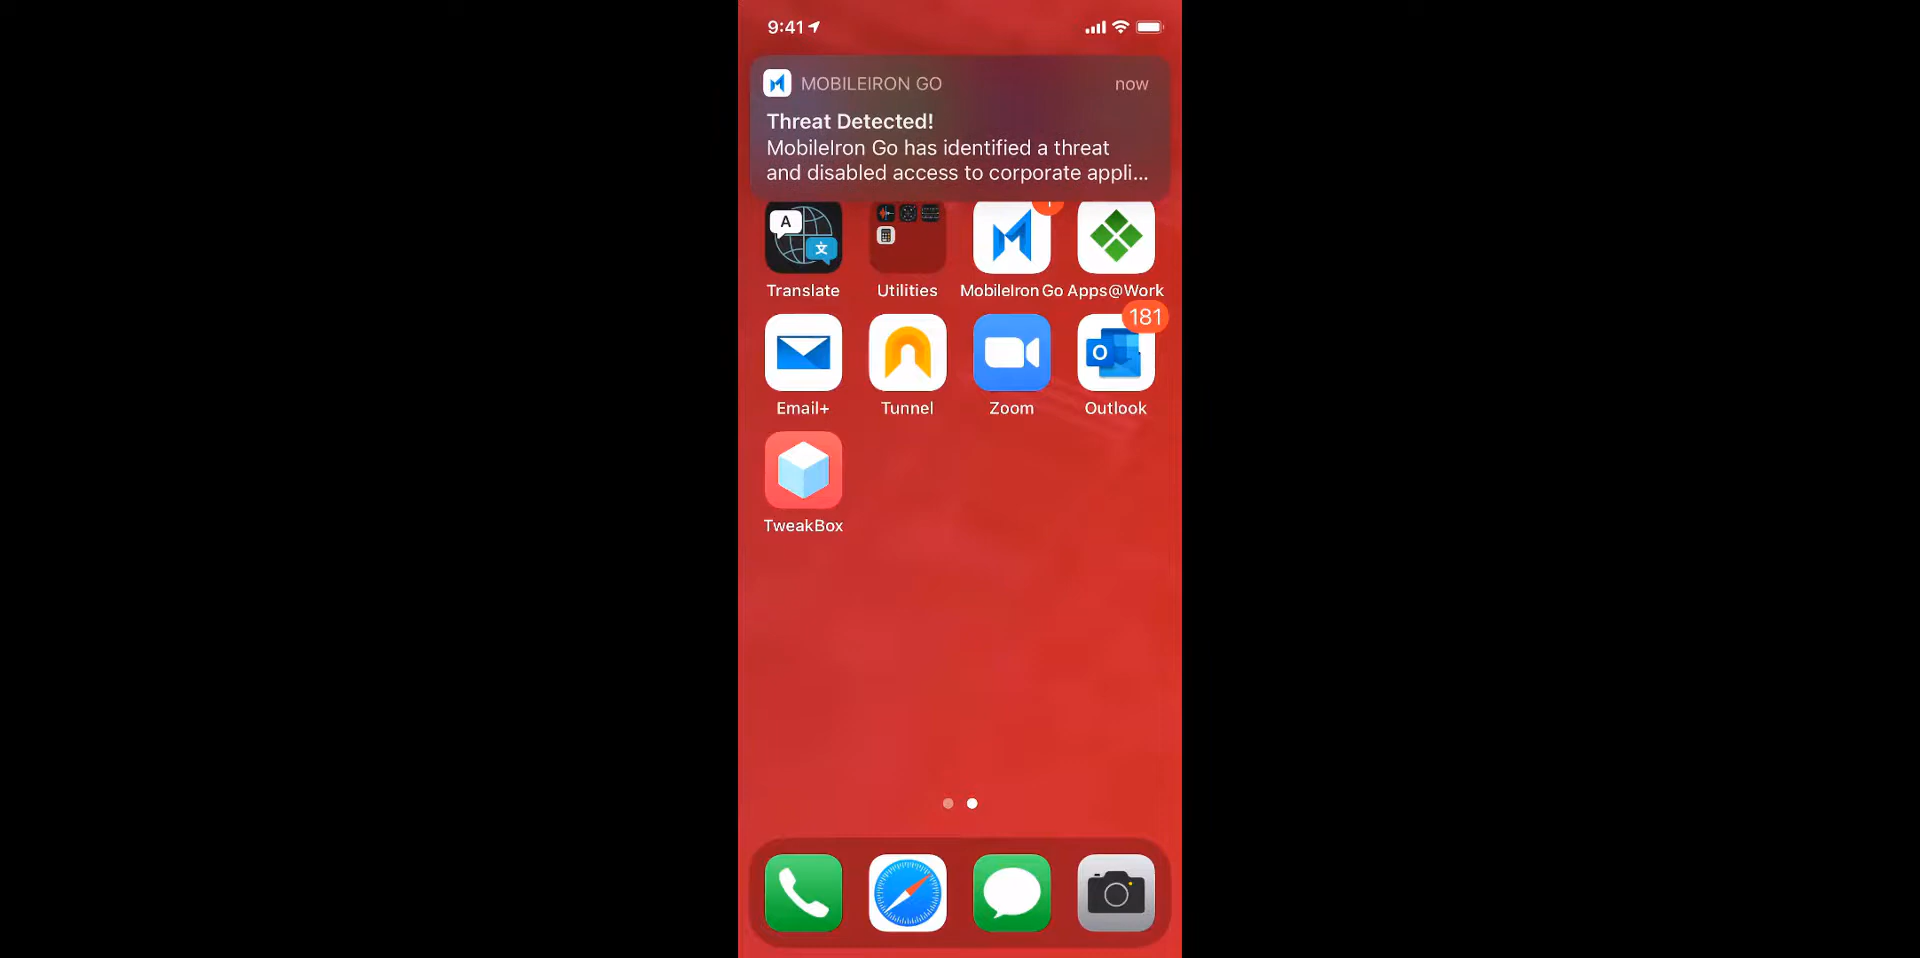 9:41
MOBILEIRON GO now
Threat Detected!
MobileIron Go has identified a threat
and disabled access to corporate appli...
A
文
Translate Utilities MobileIron Go Apps@Work
181
O
Email+ Tunnel Zoom Outlook
TweakBox